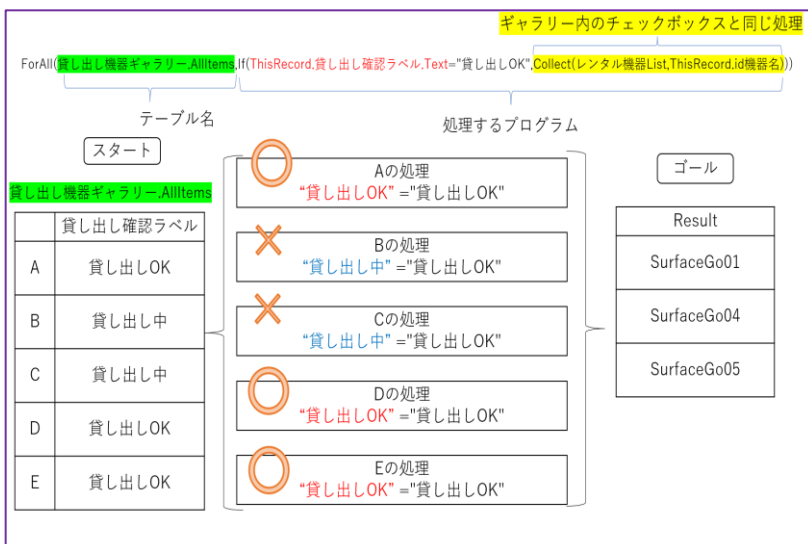 ギャラリー内のチェックボックスと同じ処理
ForAll(貸し出し機器ギャラリー.AllItems,If(ThisRecord.貸し出し確認ラベル.Text="貸し出しOK",Collect(レンタル機器List,ThisRecord.id機器名)))
テーブル名
処理するプログラム
スタート
貸し出し機器ギャラリー.AllItems
貸し出し確認ラベル
A 貸し出しOK
B 貸し出し中
C 貸し出し中
D 貸し出しOK
E 貸し出しOK
Aの処理
“貸し出しOK” ="貸し出しOK"
Bの処理
“貸し出し中” ="貸し出しOK"
Cの処理
“貸し出し中” ="貸し出しOK"
Dの処理
“貸し出しOK” ="貸し出しOK"
Eの処理
“貸し出しOK” ="貸し出しOK"
ゴール
Result
SurfaceGo01
SurfaceGo04
SurfaceGo05